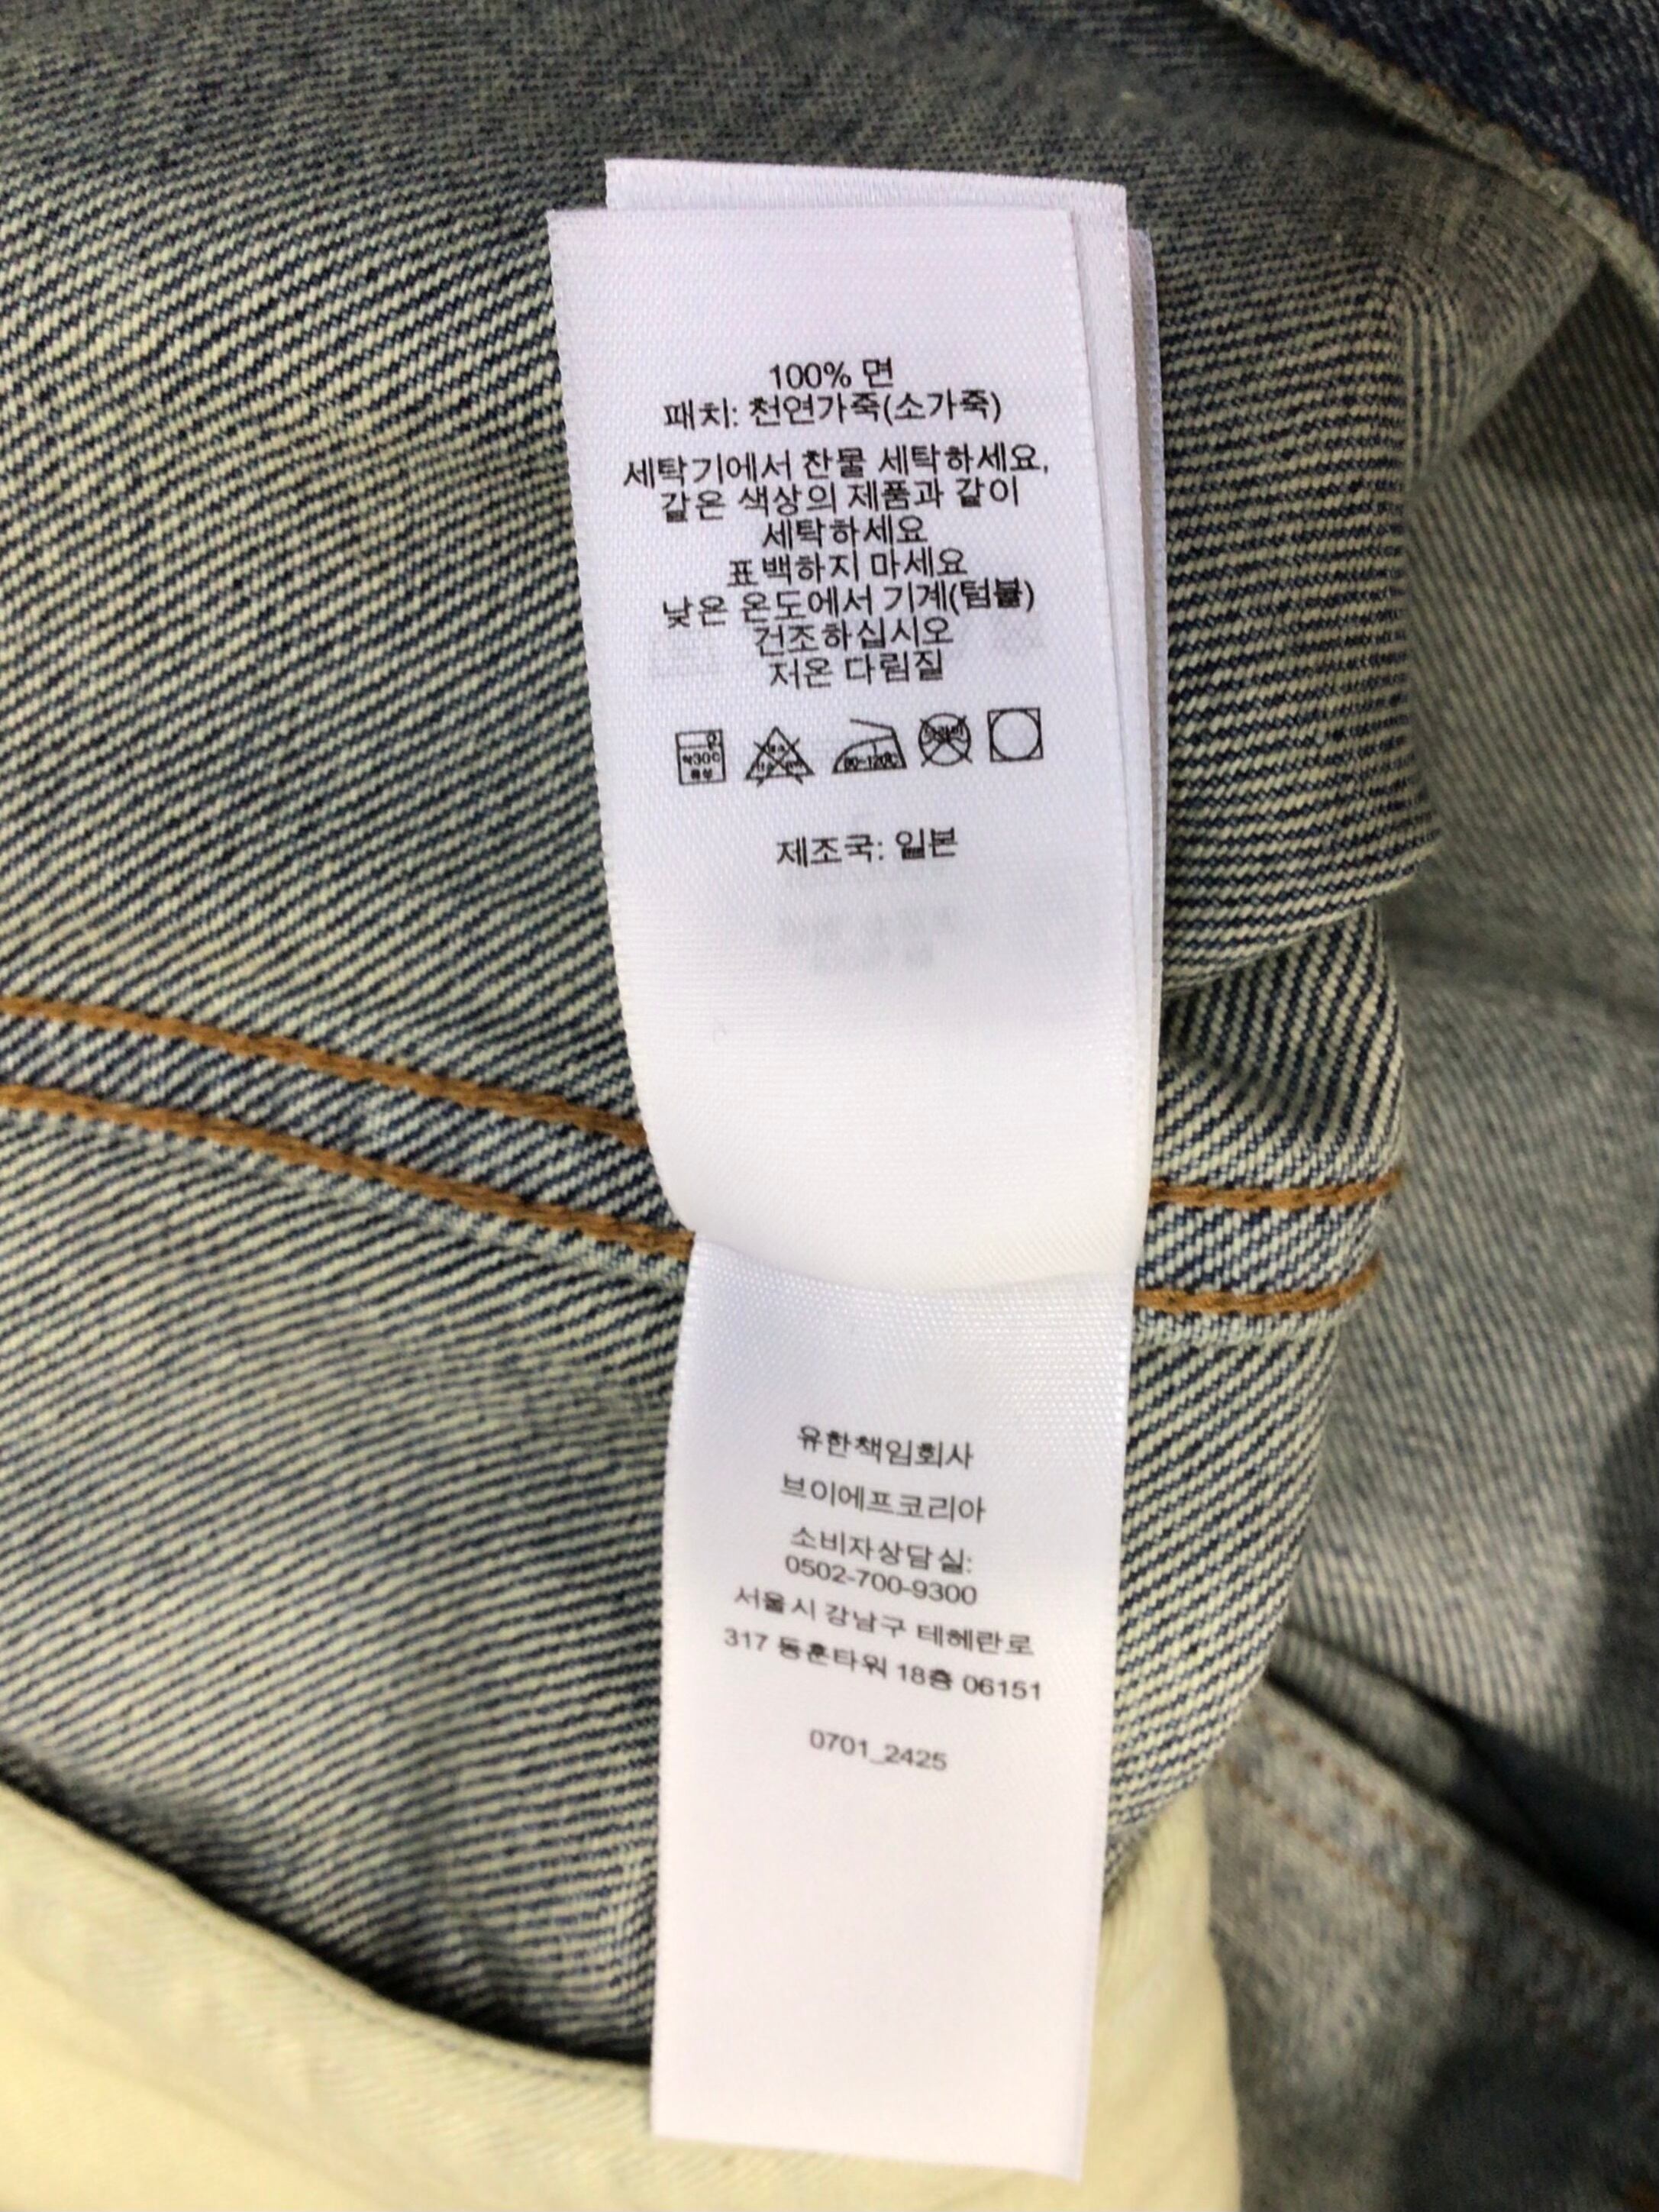 100% 면
패치: 천연가죽(소가죽)
세탁기에서 찬물 세탁하세요,
같은 색상의 제품과 같이
세탁하세요
표백하지 마세요
낮은 온도에서 기계(텀블)
건조하십시오
저온 다림질
약30℃
80~120℃
제조국: 일본
유한책임회사
브이에프코리아
소비자상담실:
0502-700-9300
서울시 강남구 테헤란로
317 동훈타워 18층 06151
0701_2425